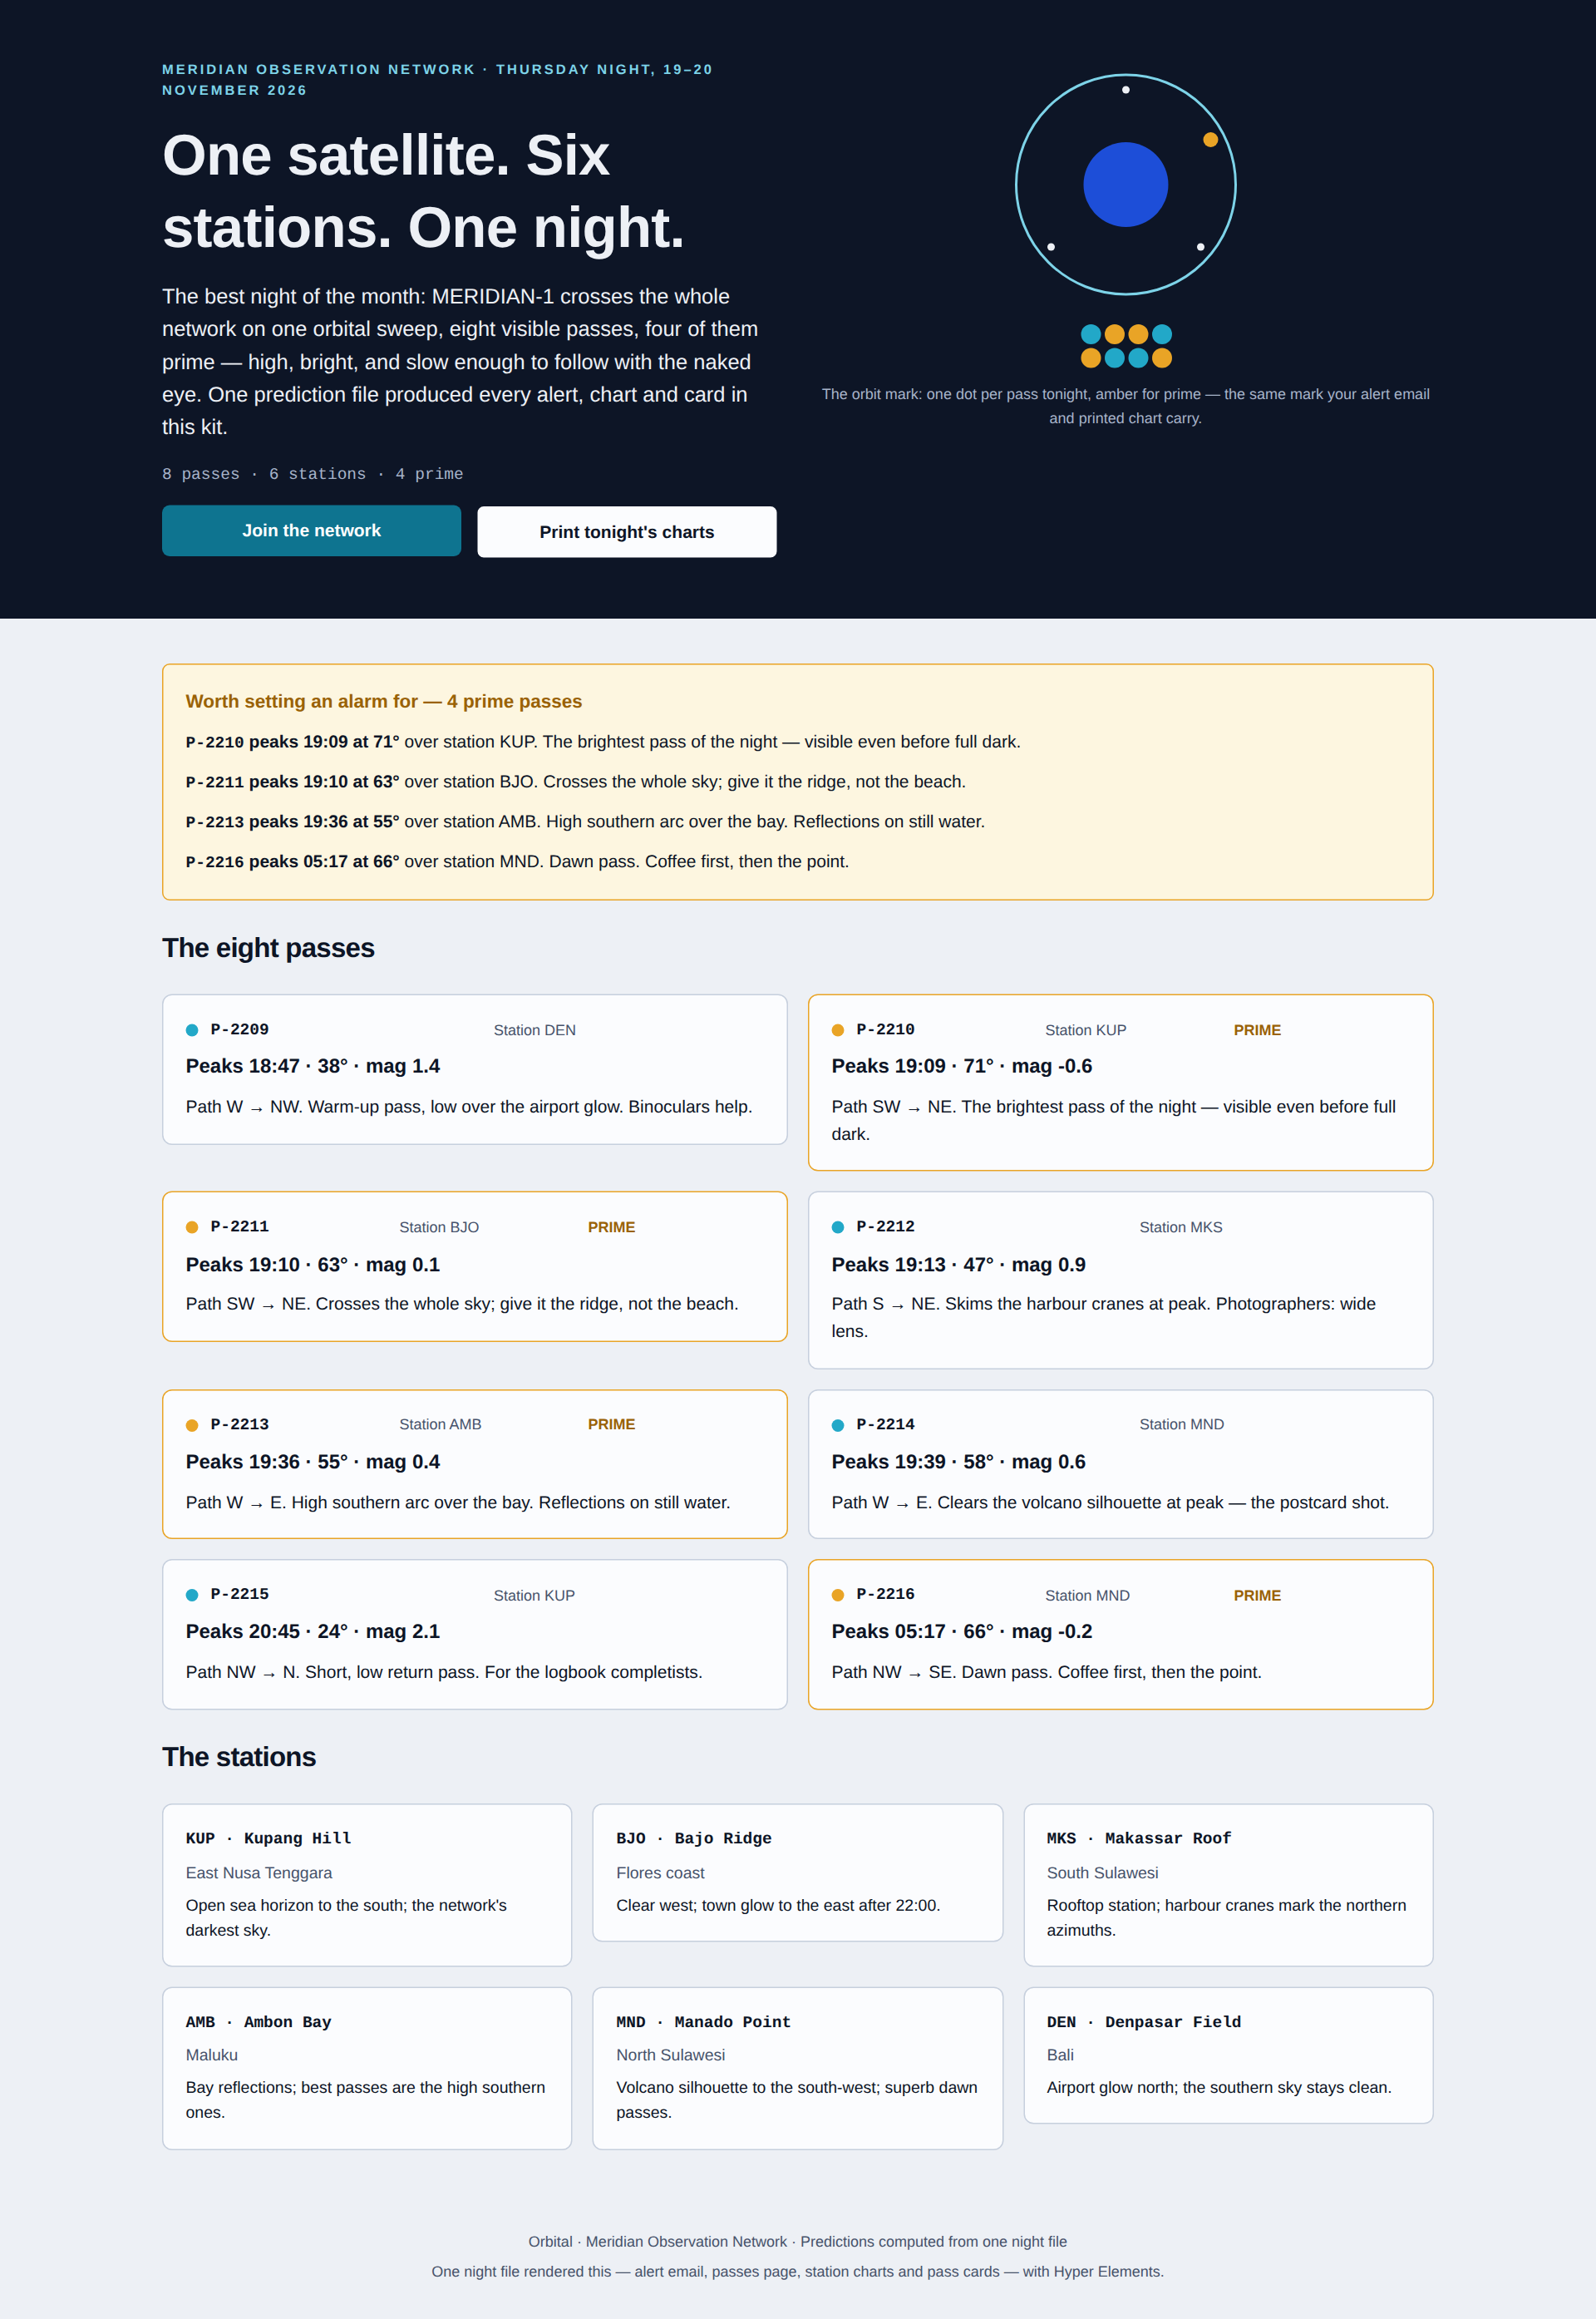 MERIDIAN OBSERVATION NETWORK · THURSDAY NIGHT, 19–20
NOVEMBER 2026
One satellite. Six
stations. One night.
The best night of the month: MERIDIAN-1 crosses the whole
network on one orbital sweep, eight visible passes, four of them
prime — high, bright, and slow enough to follow with the naked
eye. One prediction file produced every alert, chart and card in
this kit.
8 passes · 6 stations · 4 prime
Join the network
Print tonight's charts
The orbit mark: one dot per pass tonight, amber for prime — the same mark your alert email
and printed chart carry.
Worth setting an alarm for — 4 prime passes
P-2210 peaks 19:09 at 71° over station KUP. The brightest pass of the night — visible even before full dark.
P-2211 peaks 19:10 at 63° over station BJO. Crosses the whole sky; give it the ridge, not the beach.
P-2213 peaks 19:36 at 55° over station AMB. High southern arc over the bay. Reflections on still water.
P-2216 peaks 05:17 at 66° over station MND. Dawn pass. Coffee first, then the point.
The eight passes
P-2209 Station DEN
Peaks 18:47 · 38° · mag 1.4
Path W → NW. Warm-up pass, low over the airport glow. Binoculars help.
P-2210 Station KUP PRIME
Peaks 19:09 · 71° · mag -0.6
Path SW → NE. The brightest pass of the night — visible even before full
dark.
P-2211 Station BJO PRIME
Peaks 19:10 · 63° · mag 0.1
Path SW → NE. Crosses the whole sky; give it the ridge, not the beach.
P-2212 Station MKS
Peaks 19:13 · 47° · mag 0.9
Path S → NE. Skims the harbour cranes at peak. Photographers: wide
lens.
P-2213 Station AMB PRIME
Peaks 19:36 · 55° · mag 0.4
Path W → E. High southern arc over the bay. Reflections on still water.
P-2214 Station MND
Peaks 19:39 · 58° · mag 0.6
Path W → E. Clears the volcano silhouette at peak — the postcard shot.
P-2215 Station KUP
Peaks 20:45 · 24° · mag 2.1
Path NW → N. Short, low return pass. For the logbook completists.
P-2216 Station MND PRIME
Peaks 05:17 · 66° · mag -0.2
Path NW → SE. Dawn pass. Coffee first, then the point.
The stations
KUP · Kupang Hill
East Nusa Tenggara
Open sea horizon to the south; the network's
darkest sky.
BJO · Bajo Ridge
Flores coast
Clear west; town glow to the east after 22:00.
MKS · Makassar Roof
South Sulawesi
Rooftop station; harbour cranes mark the northern
azimuths.
AMB · Ambon Bay
Maluku
Bay reflections; best passes are the high southern
ones.
MND · Manado Point
North Sulawesi
Volcano silhouette to the south-west; superb dawn
passes.
DEN · Denpasar Field
Bali
Airport glow north; the southern sky stays clean.
Orbital · Meridian Observation Network · Predictions computed from one night file
One night file rendered this — alert email, passes page, station charts and pass cards — with Hyper Elements.